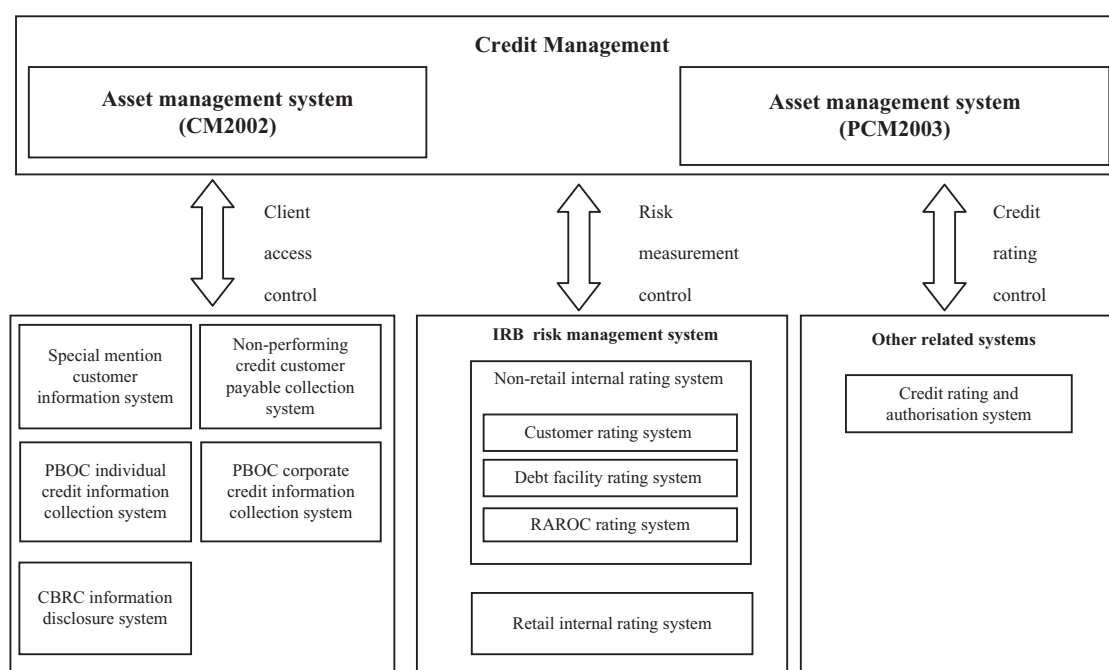 Credit Management
Asset management system
(CM2002)
Asset management system
(PCM2003)
Client
access
control
Risk
measurement
control
Credit
rating
control
Special mention
customer
information system
Non-performing
credit customer
payable collection
system
PBOC individual
credit information
collection system
PBOC corporate
credit information
collection system
CBRC information
disclosure system
IRB risk management system
Non-retail internal rating system
Customer rating system
Debt facility rating system
RAROC rating system
Retail internal rating system
Other related systems
Credit rating and
authorisation system